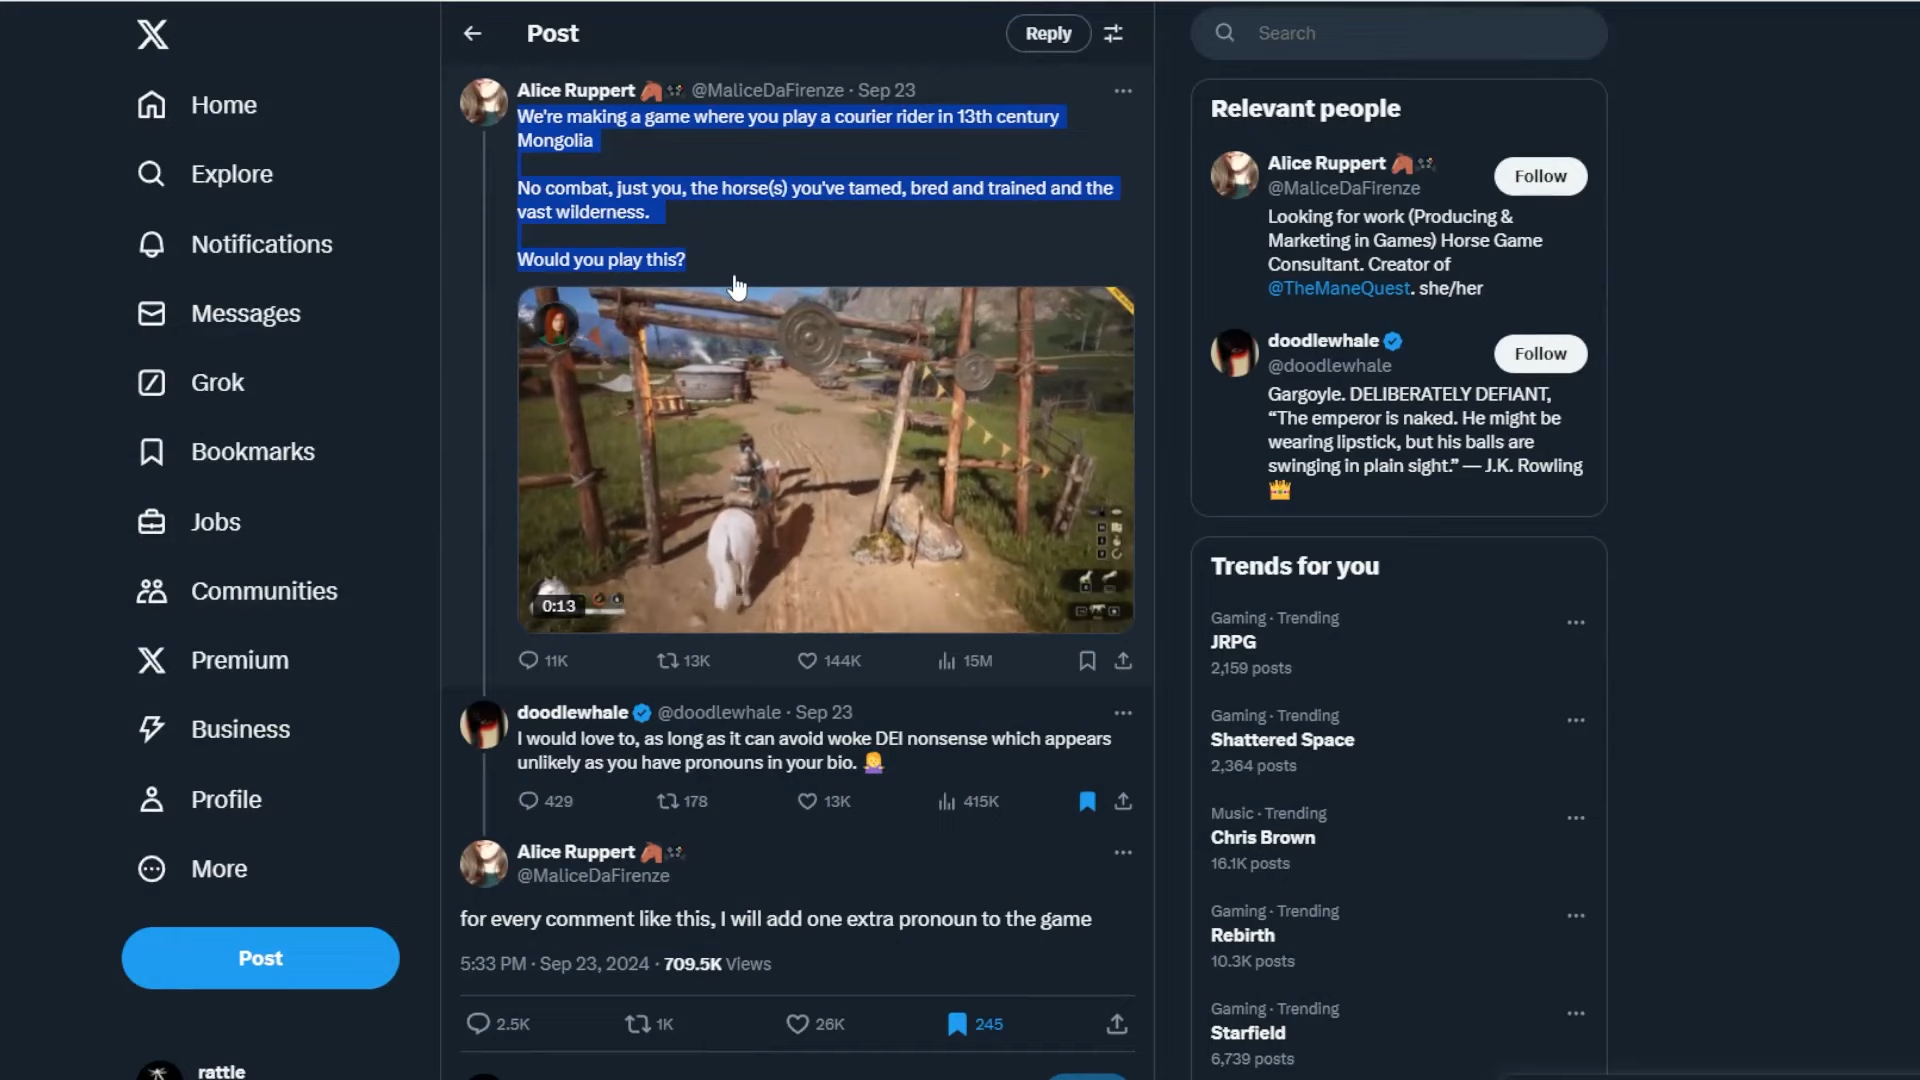 Home
Explore
Notifications
Messages
Grok
Bookmarks
Jobs
Communities
Premium
Business
Profile
More
Post
rattle
Post
Reply
Alice Ruppert @MaliceDaFirenze · Sep 23
We're making a game where you play a courier rider in 13th century
Mongolia
No combat, just you, the horse(s) you've tamed, bred and trained and the
vast wilderness.
Would you play this?
0:13
11K 13K 144K 15M
doodlewhale @doodlewhale · Sep 23
I would love to, as long as it can avoid woke DEI nonsense which appears
unlikely as you have pronouns in your bio.
429 178 13K 415K
Alice Ruppert
@MaliceDaFirenze
for every comment like this, I will add one extra pronoun to the game
5:33 PM · Sep 23, 2024 · 709.5K Views
2.5K 1K 26K 245
Search
Relevant people
Alice Ruppert
@MaliceDaFirenze
Follow
Looking for work (Producing &
Marketing in Games) Horse Game
Consultant. Creator of
@TheManeQuest. she/her
doodlewhale
@doodlewhale
Follow
Gargoyle. DELIBERATELY DEFIANT,
“The emperor is naked. He might be
wearing lipstick, but his balls are
swinging in plain sight.” — J.K. Rowling
Trends for you
Gaming · Trending
JRPG
2,159 posts
Gaming · Trending
Shattered Space
2,364 posts
Music · Trending
Chris Brown
16.1K posts
Gaming · Trending
Rebirth
10.3K posts
Gaming · Trending
Starfield
6,739 posts